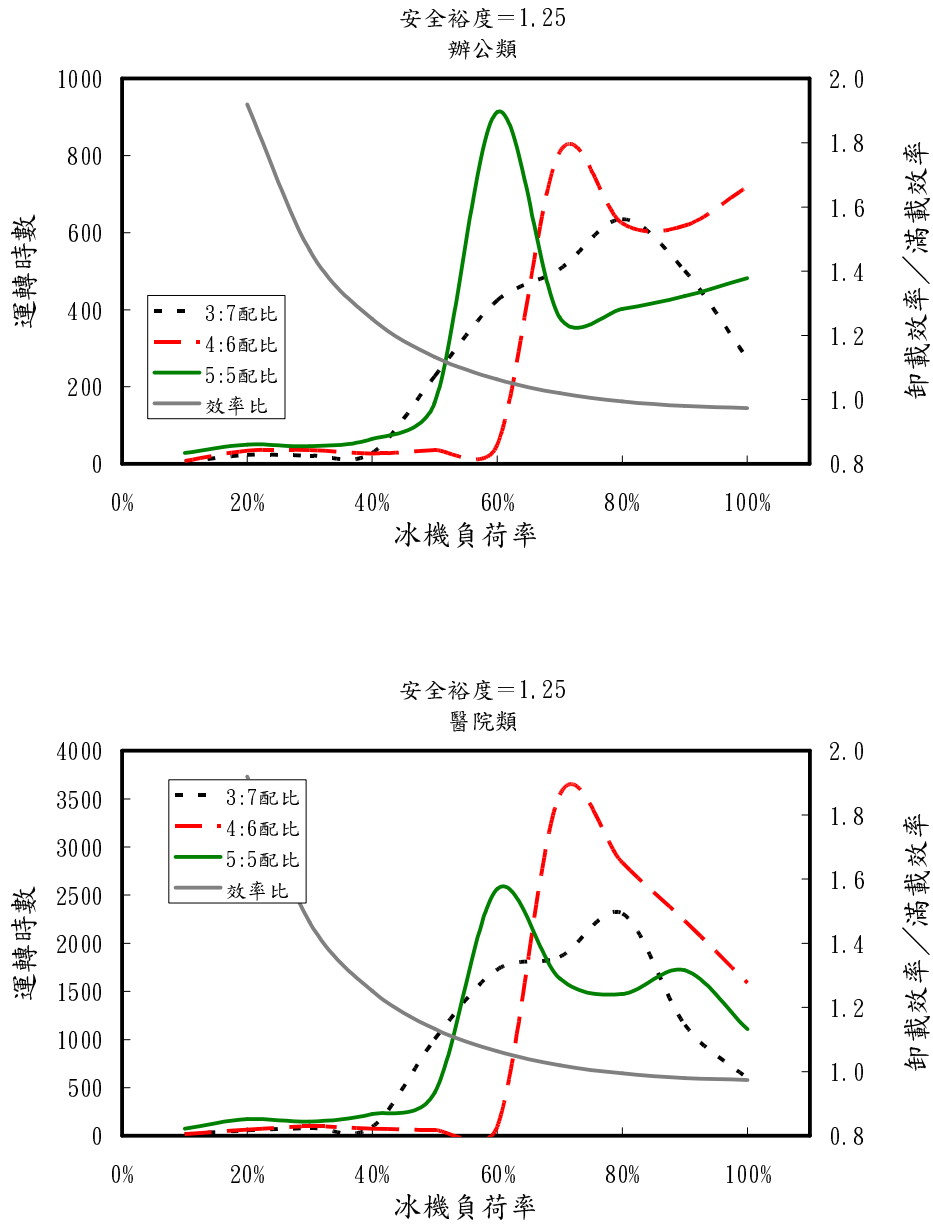 安全裕度＝1.25
辦公類
1000
800
600
400
200
0
運轉時數
3:7配比
4:6配比
5:5配比
效率比
2.0
1.8
1.6
1.4
1.2
1.0
0.8
卸載效率／滿載效率
0% 20% 40% 60% 80% 100%
冰機負荷率
安全裕度＝1.25
醫院類
4000
3500
3000
2500
2000
1500
1000
500
0
運轉時數
3:7配比
4:6配比
5:5配比
效率比
2.0
1.8
1.6
1.4
1.2
1.0
0.8
卸載效率／滿載效率
0% 20% 40% 60% 80% 100%
冰機負荷率